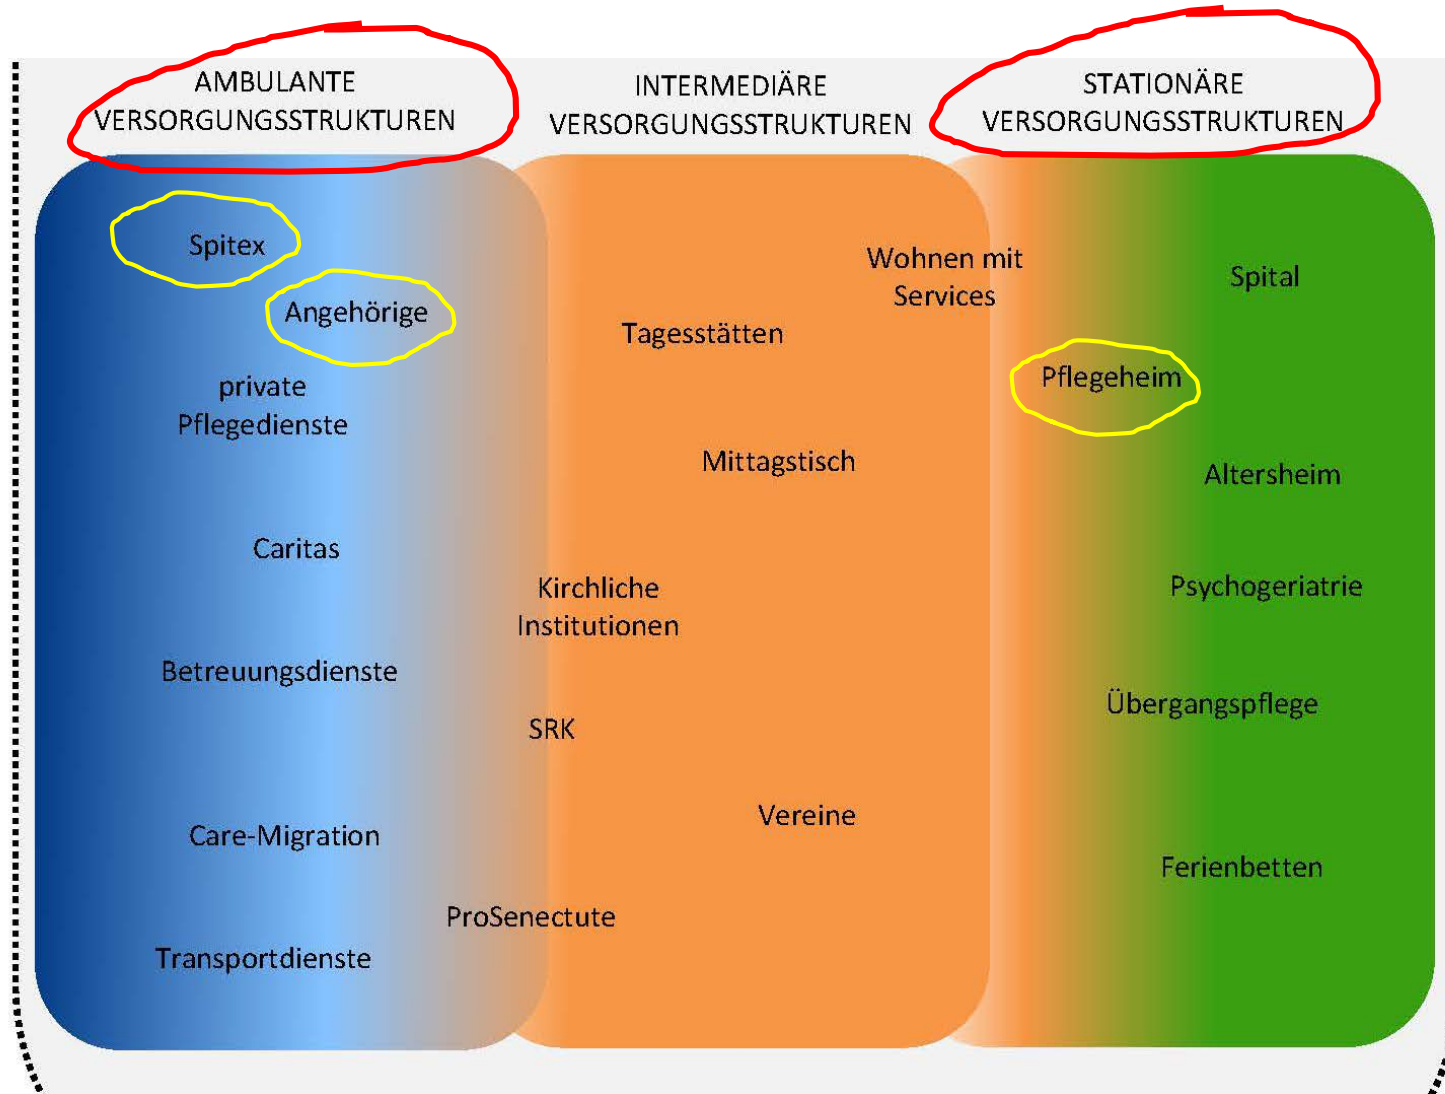 AMBULANTE
VERSORGUNGSSTRUKTUREN
INTERMEDIÄRE
VERSORGUNGSSTRUKTUREN
STATIONÄRE
VERSORGUNGSSTRUKTUREN
Spitex
Angehörige
private
Pflegedienste
Caritas
Betreuungsdienste
Care-Migration
Transportdienste
ProSenectute
Kirchliche
Institutionen
SRK
Tagesstätten
Mittagstisch
Vereine
Wohnen mit
Services
Spital
Pflegeheim
Altersheim
Psychogeriatrie
Übergangspflege
Ferienbetten